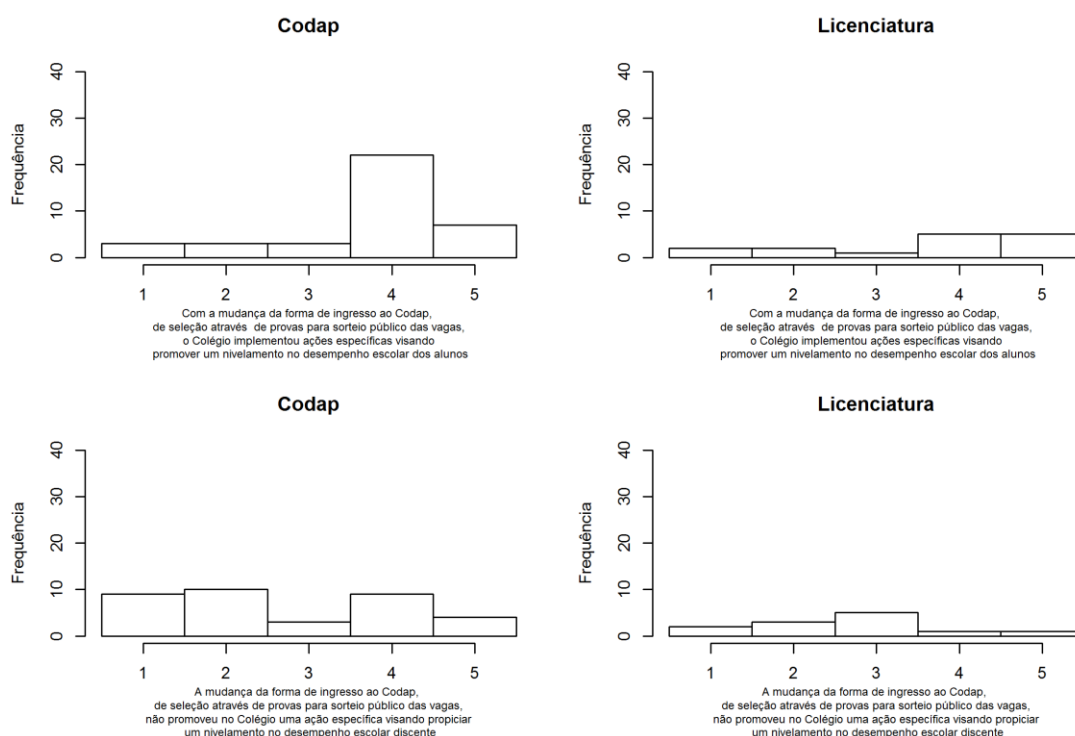 Codap
Licenciatura
Frequência
0 10 20 30 40
1 2 3 4 5
Com a mudança da forma de ingresso ao Codap,
de seleção através de provas para sorteio público das vagas,
o Colégio implementou ações específicas visando
promover um nivelamento no desempenho escolar dos alunos
Frequência
0 10 20 30 40
1 2 3 4 5
Com a mudança da forma de ingresso ao Codap,
de seleção através de provas para sorteio público das vagas,
o Colégio implementou ações específicas visando
promover um nivelamento no desempenho escolar dos alunos
Codap
Licenciatura
Frequência
0 10 20 30 40
1 2 3 4 5
A mudança da forma de ingresso ao Codap,
de seleção através de provas para sorteio público das vagas,
não promoveu no Colégio uma ação específica visando propiciar
um nivelamento no desempenho escolar discente
Frequência
0 10 20 30 40
1 2 3 4 5
A mudança da forma de ingresso ao Codap,
de seleção através de provas para sorteio público das vagas,
não promoveu no Colégio uma ação específica visando propiciar
um nivelamento no desempenho escolar discente